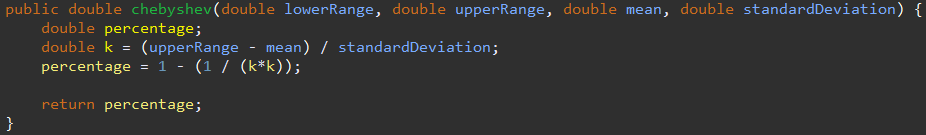 public double chebyshev(double lowerRange, double upperRange, double mean, double standardDeviation) {
    double percentage;
    double k = (upperRange - mean) / standardDeviation;
    percentage = 1 - (1 / (k*k));

    return percentage;
}